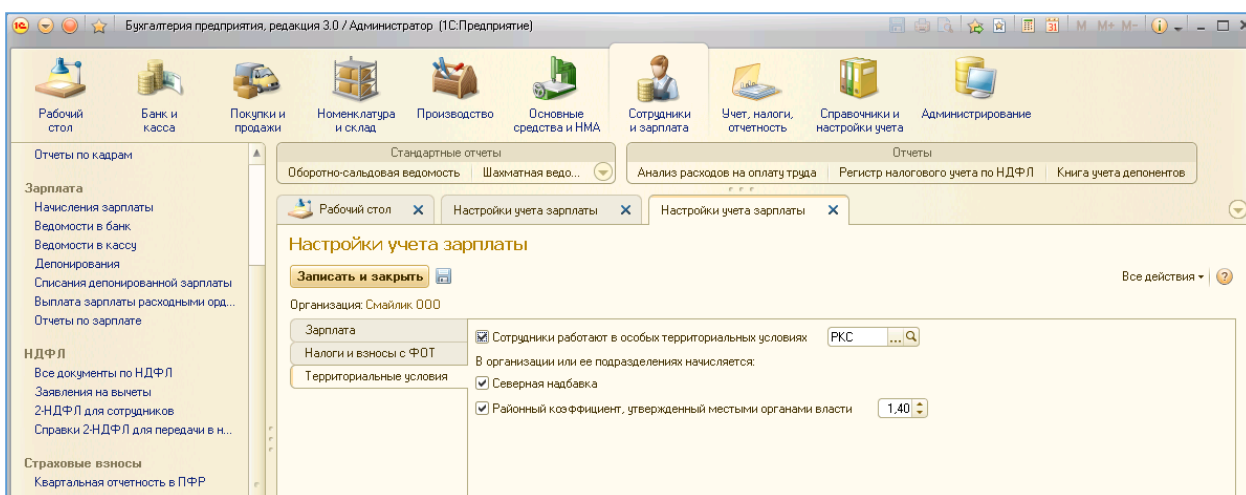 Бухгалтерия предприятия, редакция 3.0 / Администратор (1С:Предприятие)
M M+ M-
Рабочий стол
Банк и касса
Покупки и продажи
Номенклатура и склад
Производство
Основные средства и НМА
Сотрудники и зарплата
Учет, налоги, отчетность
Справочники и настройки учета
Администрирование
Отчеты по кадрам
Зарплата
Начисления зарплаты
Ведомости в банк
Ведомости в кассу
Депонирования
Списания депонированной зарплаты
Выплата зарплаты расходными орд...
Отчеты по зарплате
НДФЛ
Все документы по НДФЛ
Заявления на вычеты
2-НДФЛ для сотрудников
Справки 2-НДФЛ для передачи в н...
Страховые взносы
Квартальная отчетность в ПФР
Стандартные отчеты
Оборотно-сальдовая ведомость Шахматная ведо...
Отчеты
Анализ расходов на оплату труда Регистр налогового учета по НДФЛ Книга учета депонентов
Рабочий стол Настройки учета зарплаты Настройки учета зарплаты
Настройки учета зарплаты
Записать и закрыть
Все действия
Организация: Смайлик ООО
Зарплата
Налоги и взносы с ФОТ
Территориальные условия
Сотрудники работают в особых территориальных условиях РКС ...
В организации или ее подразделениях начисляется:
Северная надбавка
Районный коэффициент, утвержденный местыми органами власти 1,40